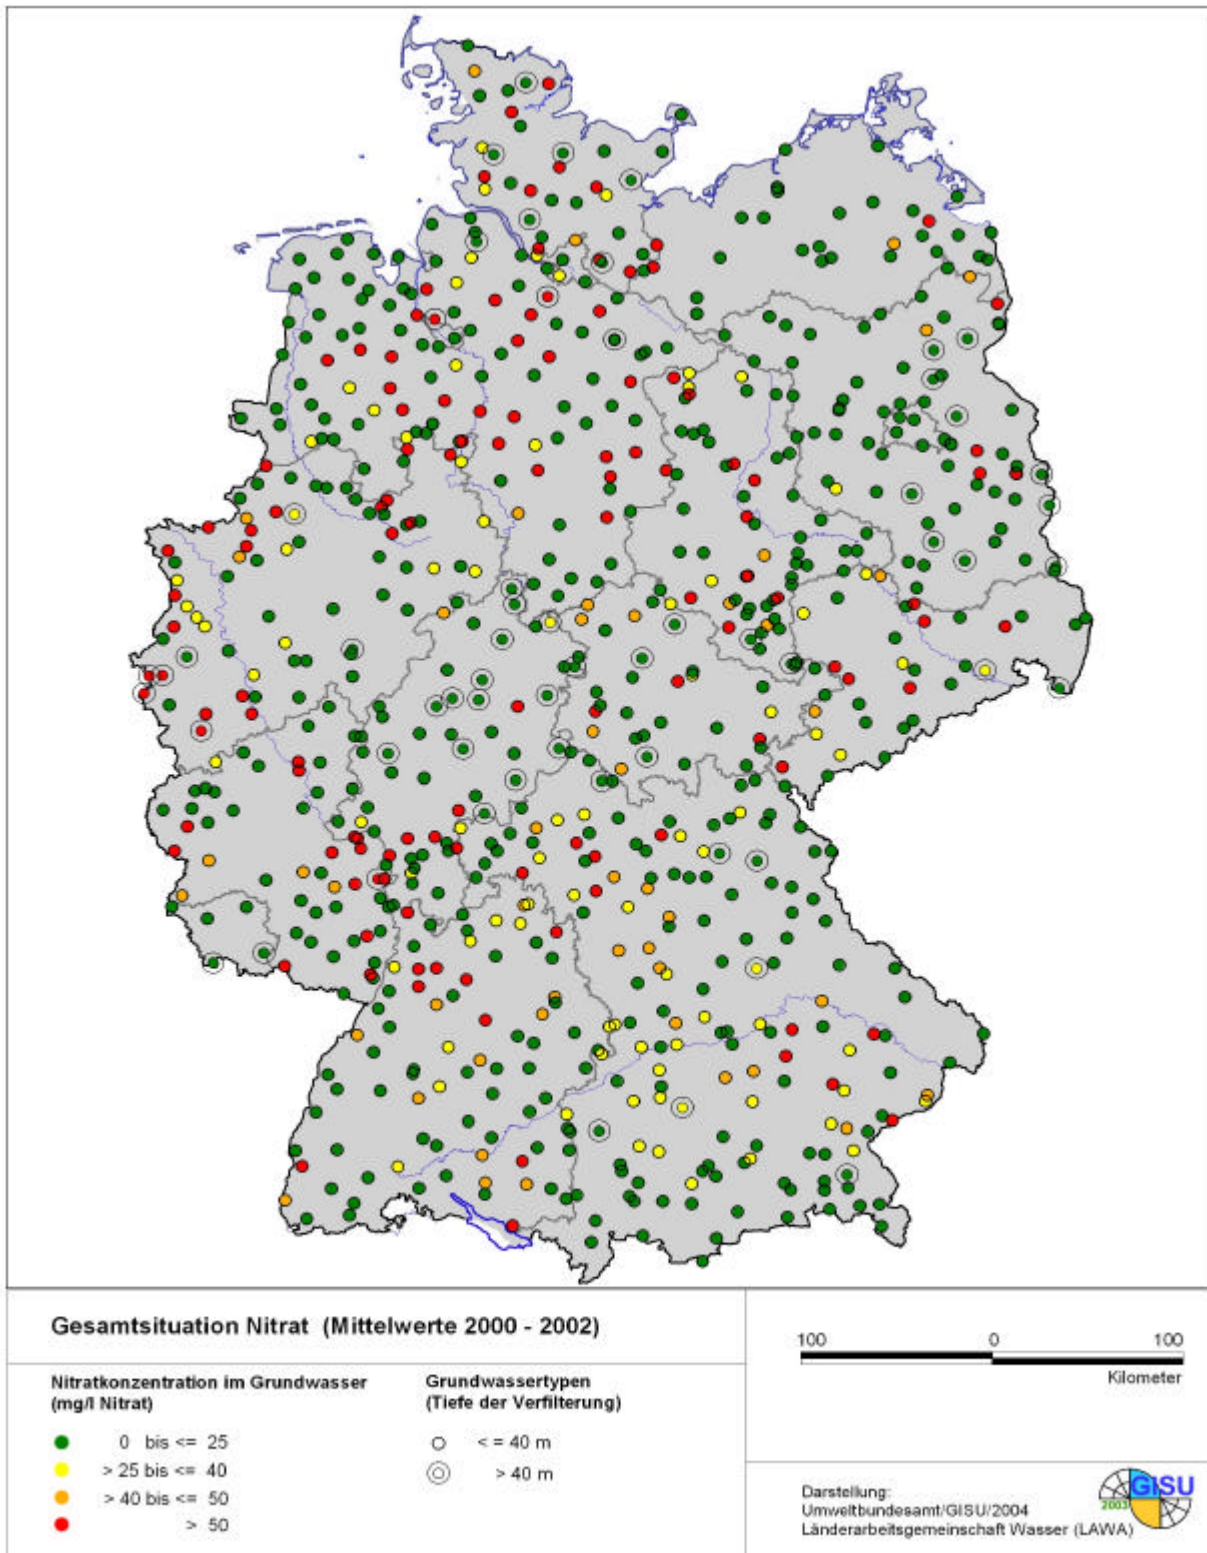 Gesamtsituation Nitrat (Mittelwerte 2000 - 2002)
Nitratkonzentration im Grundwasser
(mg/l Nitrat)
0 bis <= 25
> 25 bis <= 40
> 40 bis <= 50
> 50
Grundwassertypen
(Tiefe der Verfilterung)
< = 40 m
> 40 m
100 0 100
Kilometer
Darstellung:
Umweltbundesamt/GISU/2004
Länderarbeitsgemeinschaft Wasser (LAWA)
GISU
2003